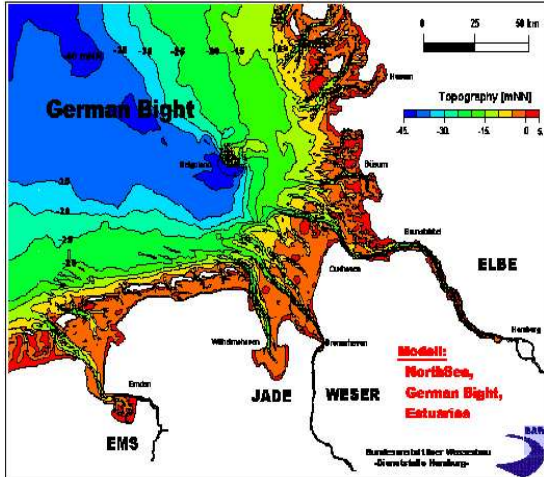 0 25 50 km
Husum
Topography [mNN]
-45. -30. -15. 0 5.
German Bight
Helgoland
Büsum
Brunsbüttel
ELBE
Cuxhaven
Hamburg
Wilhelmshaven
Bremerhaven
Modell:
NorthSea,
German Bight,
Estuaries
Emden
JADE
WESER
EMS
BAW
Bundesanstalt für Wasserbau
-Dienststelle Hamburg-